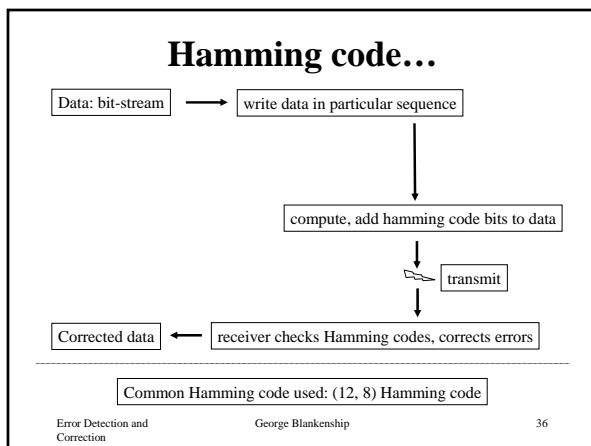 Hamming code…
Data: bit-stream
write data in particular sequence
compute, add hamming code bits to data
transmit
Corrected data
receiver checks Hamming codes, corrects errors
Common Hamming code used: (12, 8) Hamming code
Error Detection and
Correction
George Blankenship
36